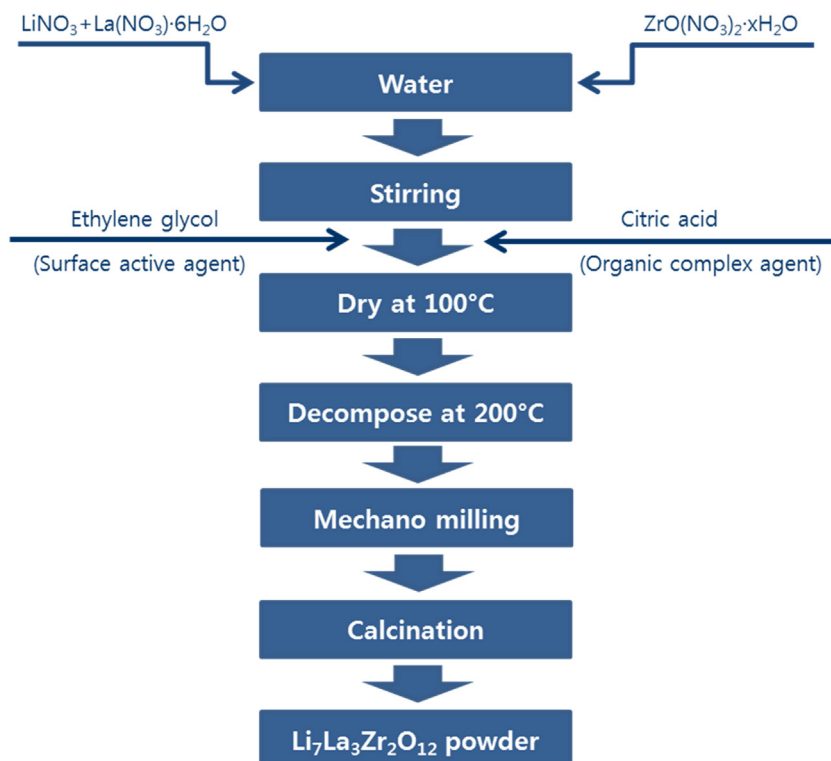 LiNO₃+La(NO₃)·6H₂O
ZrO(NO₃)₂·xH₂O
Water
Stirring
Ethylene glycol
(Surface active agent)
Citric acid
(Organic complex agent)
Dry at 100°C
Decompose at 200°C
Mechano milling
Calcination
Li₇La₃Zr₂O₁₂ powder